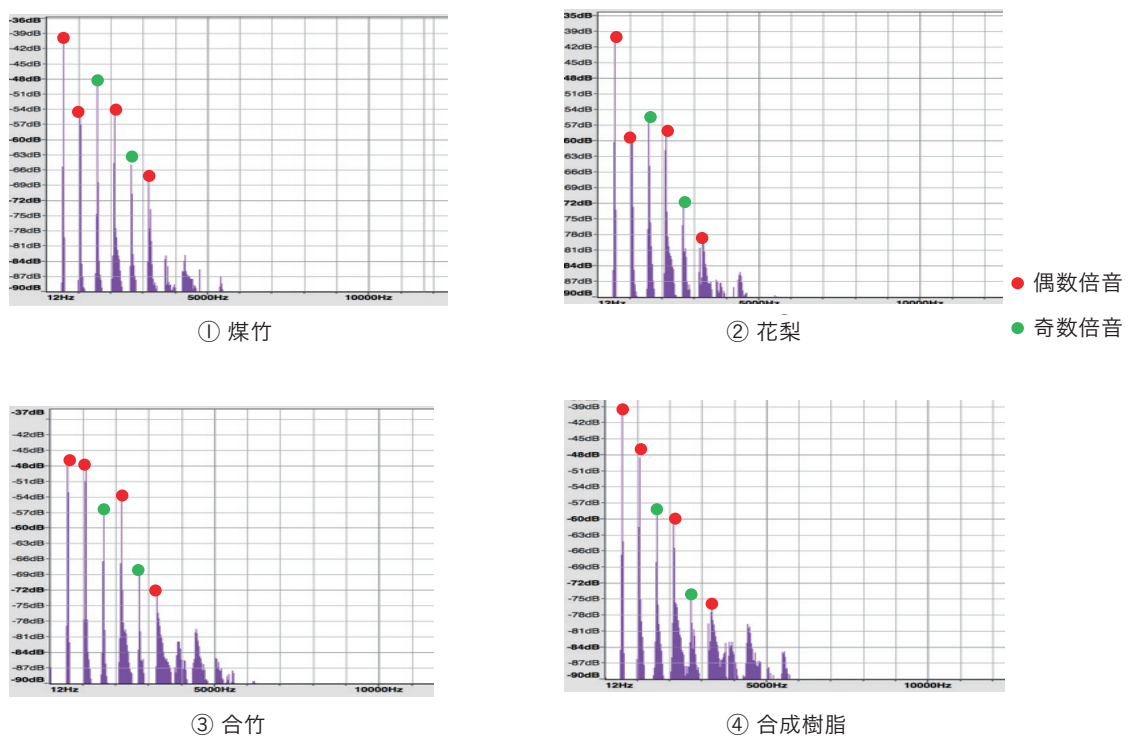 -36dB
-39dB
-42dB
-45dB
-48dB
-51dB
-54dB
-57dB
-60dB
-63dB
-66dB
-69dB
-72dB
-75dB
-78dB
-81dB
-84dB
-87dB
-90dB
12Hz 5000Hz 10000Hz
① 煤竹
35dB
-39dB
-42dB
-45dB
-48dB
-51dB
-54dB
-57dB
-60dB
-63dB
-66dB
-69dB
-72dB
-75dB
-78dB
-81dB
-84dB
-87dB
-90dB
5000Hz 10000Hz
② 花梨
偶数倍音
奇数倍音
-37dB
-42dB
-45dB
-48dB
-51dB
-54dB
-57dB
-60dB
-63dB
-66dB
-69dB
-72dB
-75dB
-78dB
-81dB
-84dB
-87dB
-90dB
12Hz 5000Hz 10000Hz
③ 合竹
-39dB
-42dB
-45dB
-48dB
-51dB
-54dB
-57dB
-60dB
-63dB
-66dB
-69dB
-72dB
-75dB
-78dB
-81dB
-84dB
-87dB
-90dB
12Hz 5000Hz 10000Hz
④ 合成樹脂